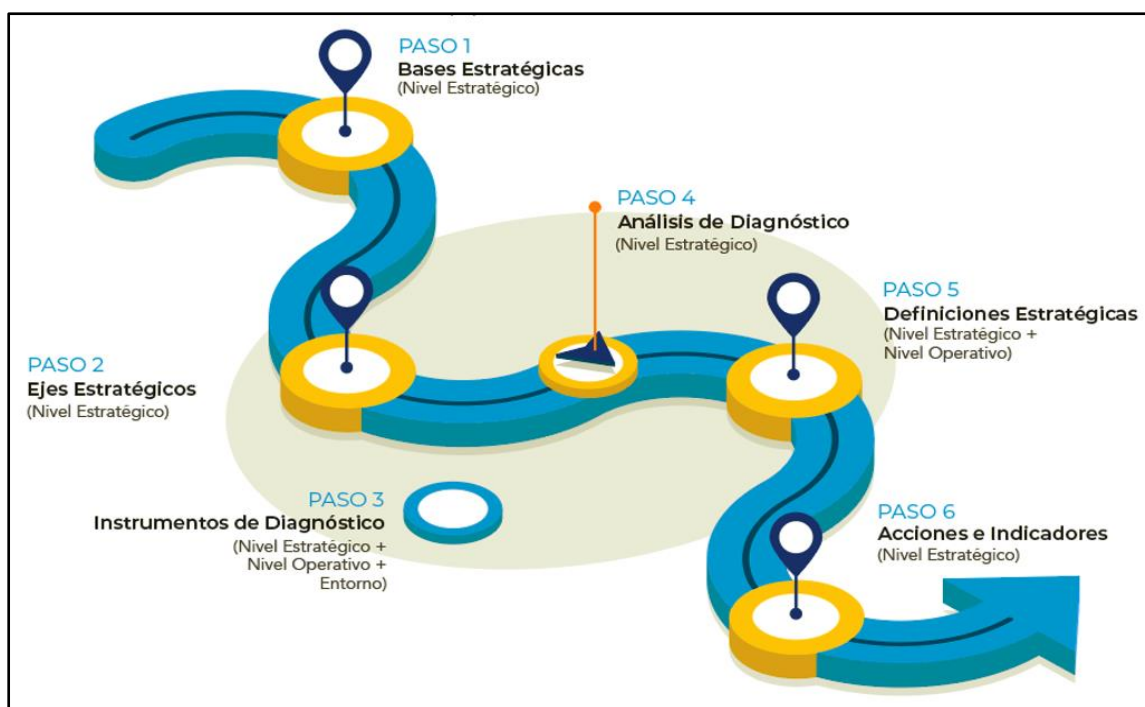 PASO 1
Bases Estratégicas
(Nivel Estratégico)
PASO 2
Ejes Estratégicos
(Nivel Estratégico)
PASO 3
Instrumentos de Diagnóstico
(Nivel Estratégico +
Nivel Operativo +
Entorno)
PASO 4
Análisis de Diagnóstico
(Nivel Estratégico)
PASO 5
Definiciones Estratégicas
(Nivel Estratégico +
Nivel Operativo)
PASO 6
Acciones e Indicadores
(Nivel Estratégico)